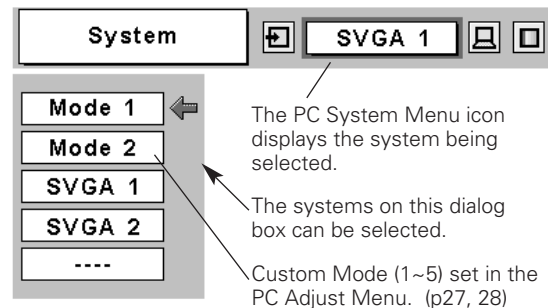 System
SVGA 1
Mode 1
Mode 2
SVGA 1
SVGA 2
----
The PC System Menu icon
displays the system being
selected.
The systems on this dialog
box can be selected.
Custom Mode (1~5) set in the
PC Adjust Menu. (p27, 28)